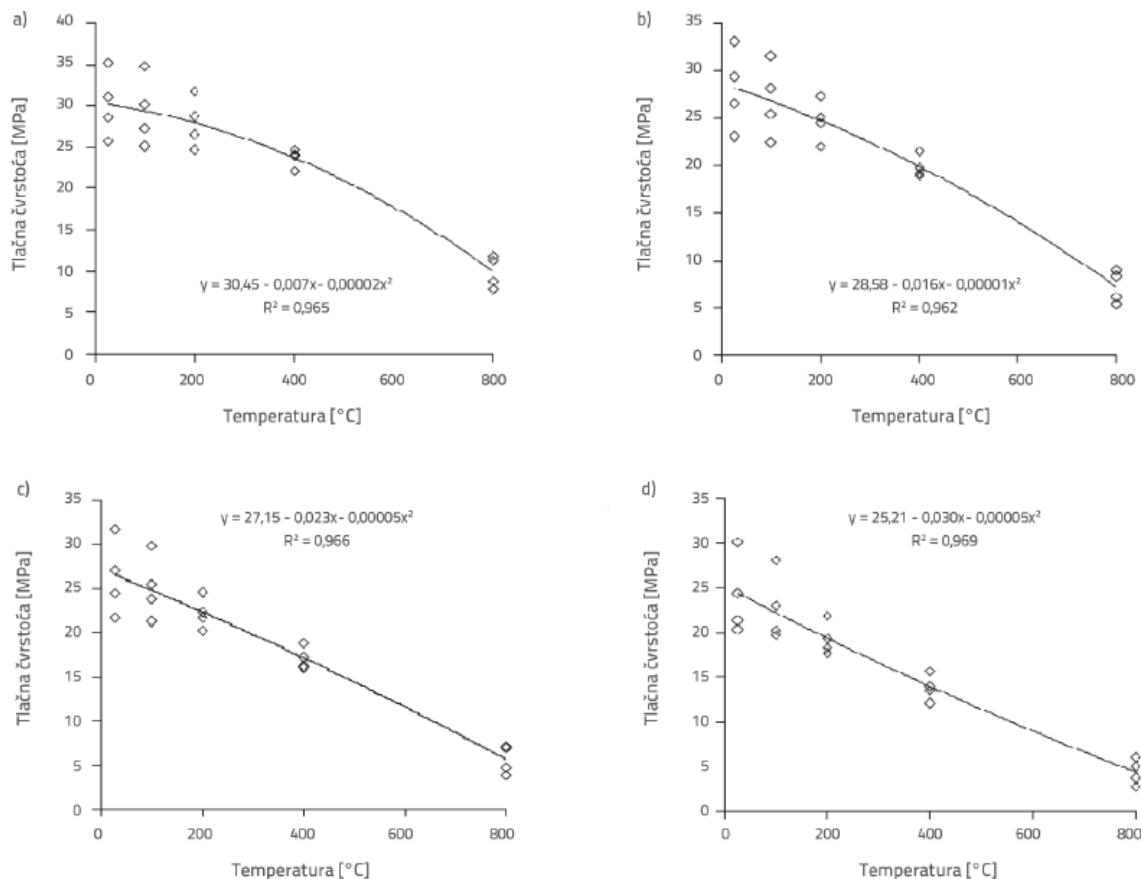 a)
Tlačna čvrstoća [MPa]
40
35
30
25
20
15
10
5
0
y = 30,45 - 0,007x- 0,00002x²
R² = 0,965
0 200 400 600 800
Temperatura [°C]
b)
Tlačna čvrstoća [MPa]
35
30
25
20
15
10
5
0
y = 28,58 - 0,016x- 0,00001x²
R² = 0,962
0 200 400 600 800
Temperatura [°C]
c)
Tlačna čvrstoća [MPa]
35
30
25
20
15
10
5
0
y = 27,15 - 0,023x- 0,00005x²
R² = 0,966
0 200 400 600 800
Temperatura [°C]
d)
Tlačna čvrstoća [MPa]
35
30
25
20
15
10
5
0
y = 25,21 - 0,030x- 0,00005x²
R² = 0,969
0 200 400 600 800
Temperatura [°C]